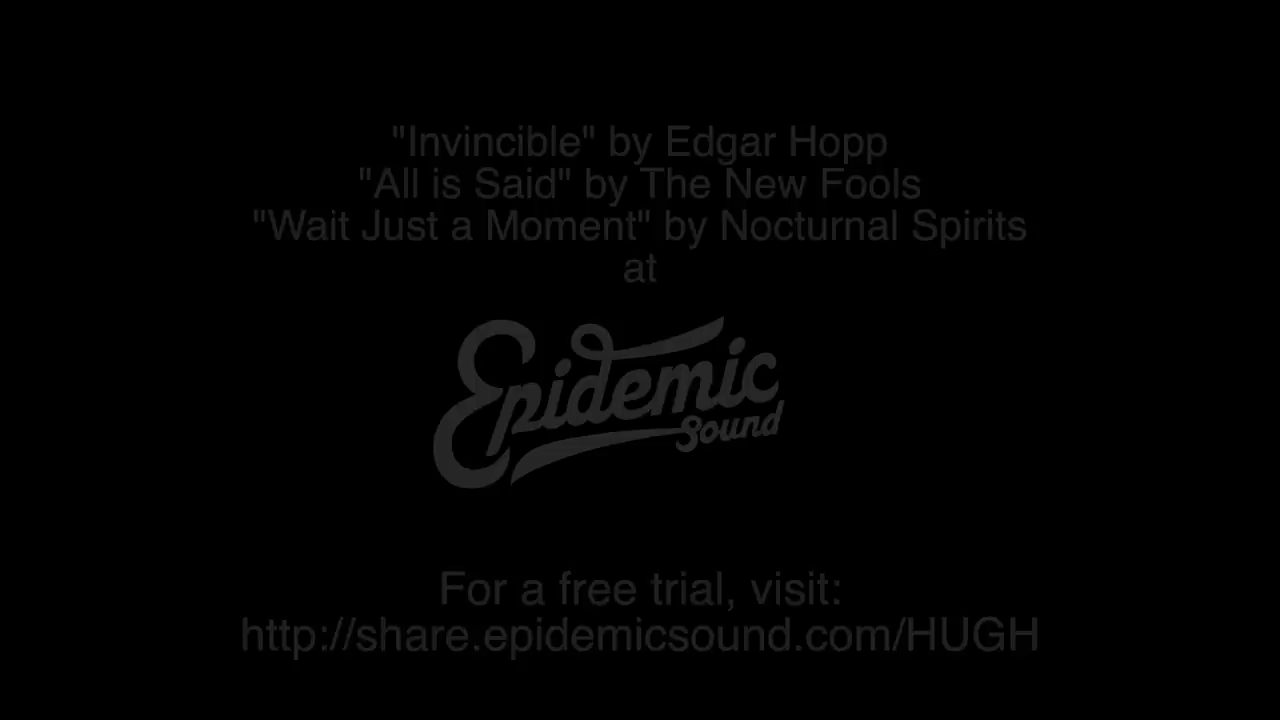 "Invincible" by Edgar Hopp
"All is Said" by The New Fools
"Wait Just a Moment" by Nocturnal Spirits
at
Epidemic
Sound
For a free trial, visit:
http://share.epidemicsound.com/HUGH